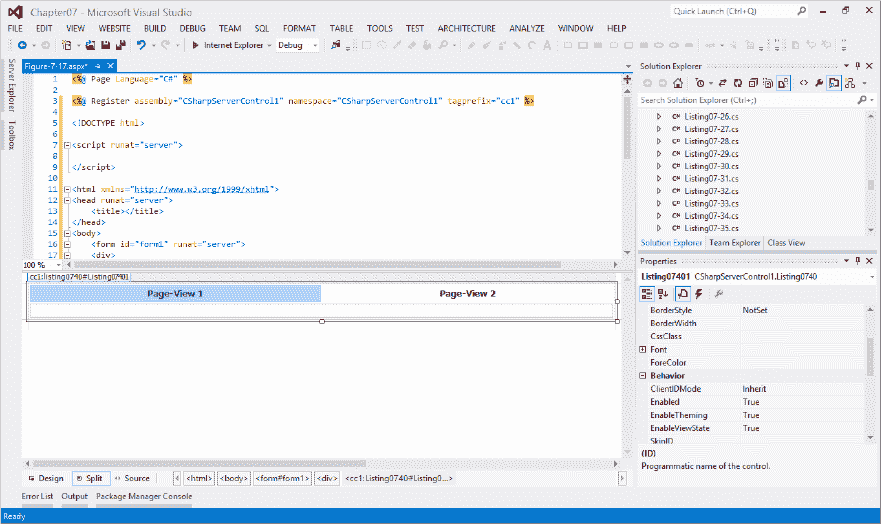 Chapter07 - Microsoft Visual Studio
Quick Launch (Ctrl+Q)
FILE EDIT VIEW WEBSITE BUILD DEBUG TEAM SQL FORMAT TABLE TOOLS TEST ARCHITECTURE ANALYZE WINDOW HELP
Internet Explorer Debug
Server Explorer
Toolbox
Figure-7-17.aspx*
1 <%@ Page Language="C#" %>
2
3 <%@ Register assembly="CSharpServerControl1" namespace="CSharpServerControl1" tagprefix="cc1" %>
4
5 <!DOCTYPE html>
6
7 <script runat="server">
8
9 </script>
10
11 <html xmlns="http://www.w3.org/1999/xhtml">
12 <head runat="server">
13 <title></title>
14 </head>
15 <body>
16 <form id="form1" runat="server">
17 <div>
100 %
cc1:listing0740#Listing07401
Page-View 1 Page-View 2
Design Split Source <html> <body> <form#form1> <div> <cc1:Listing0740#Listing0...>
Error List Output Package Manager Console
Ready
Solution Explorer
Search Solution Explorer (Ctrl+;)
C# Listing07-26.cs
C# Listing07-27.cs
C# Listing07-28.cs
C# Listing07-29.cs
C# Listing07-30.cs
C# Listing07-31.cs
C# Listing07-32.cs
C# Listing07-33.cs
C# Listing07-34.cs
C# Listing07-35.cs
Solution Explorer Team Explorer Class View
Properties
Listing07401 CSharpServerControl1.Listing0740
BorderStyle NotSet
BorderWidth
CssClass
Font
ForeColor
Behavior
ClientIDMode Inherit
Enabled True
EnableTheming True
EnableViewState True
SkinID
(ID)
Programmatic name of the control.